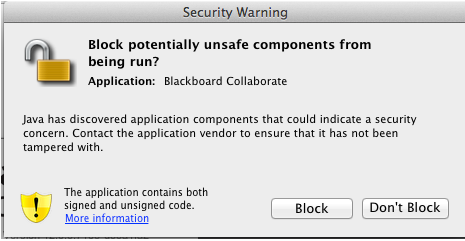 Security Warning
Block potentially unsafe components from
being run?
Application: Blackboard Collaborate
Java has discovered application components that could indicate a security
concern. Contact the application vendor to ensure that it has not been
tampered with.
The application contains both
signed and unsigned code.
More information
Block
Don't Block